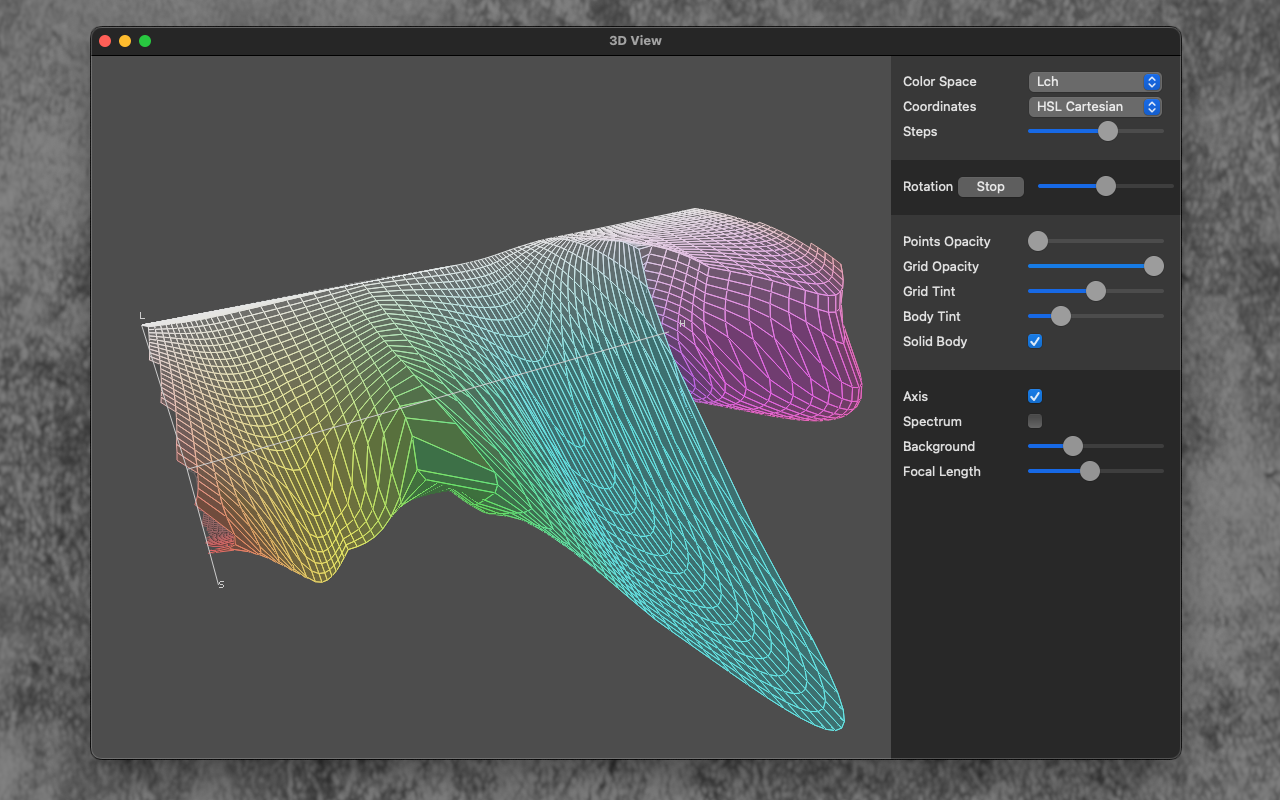 3D View
Color Space Lch
Coordinates HSL Cartesian
Steps
Rotation Stop
Points Opacity
Grid Opacity
Grid Tint
Body Tint
Solid Body
Axis
Spectrum
Background
Focal Length
L
H
S